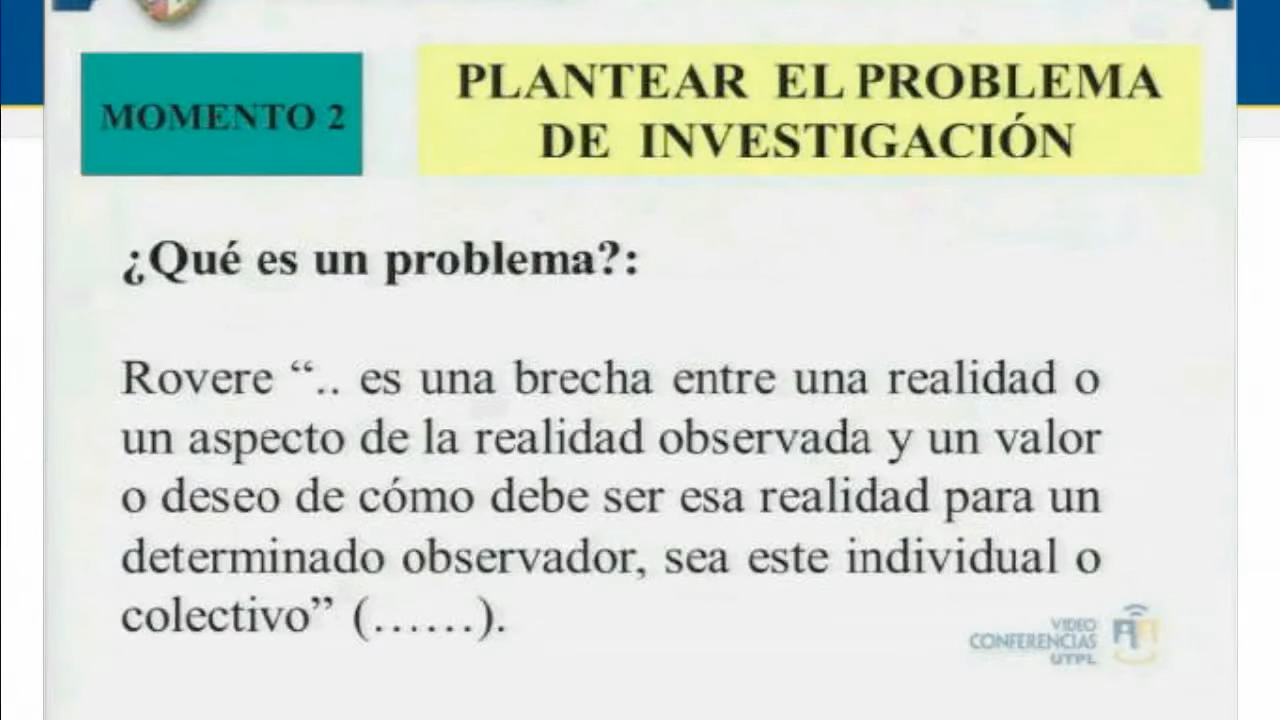 MOMENTO 2
PLANTEAR EL PROBLEMA
DE INVESTIGACIÓN
¿Qué es un problema?:
Rovere “.. es una brecha entre una realidad o
un aspecto de la realidad observada y un valor
o deseo de cómo debe ser esa realidad para un
determinado observador, sea este individual o
colectivo” (......).
VIDEO
CONFERENCIAS
UTPL